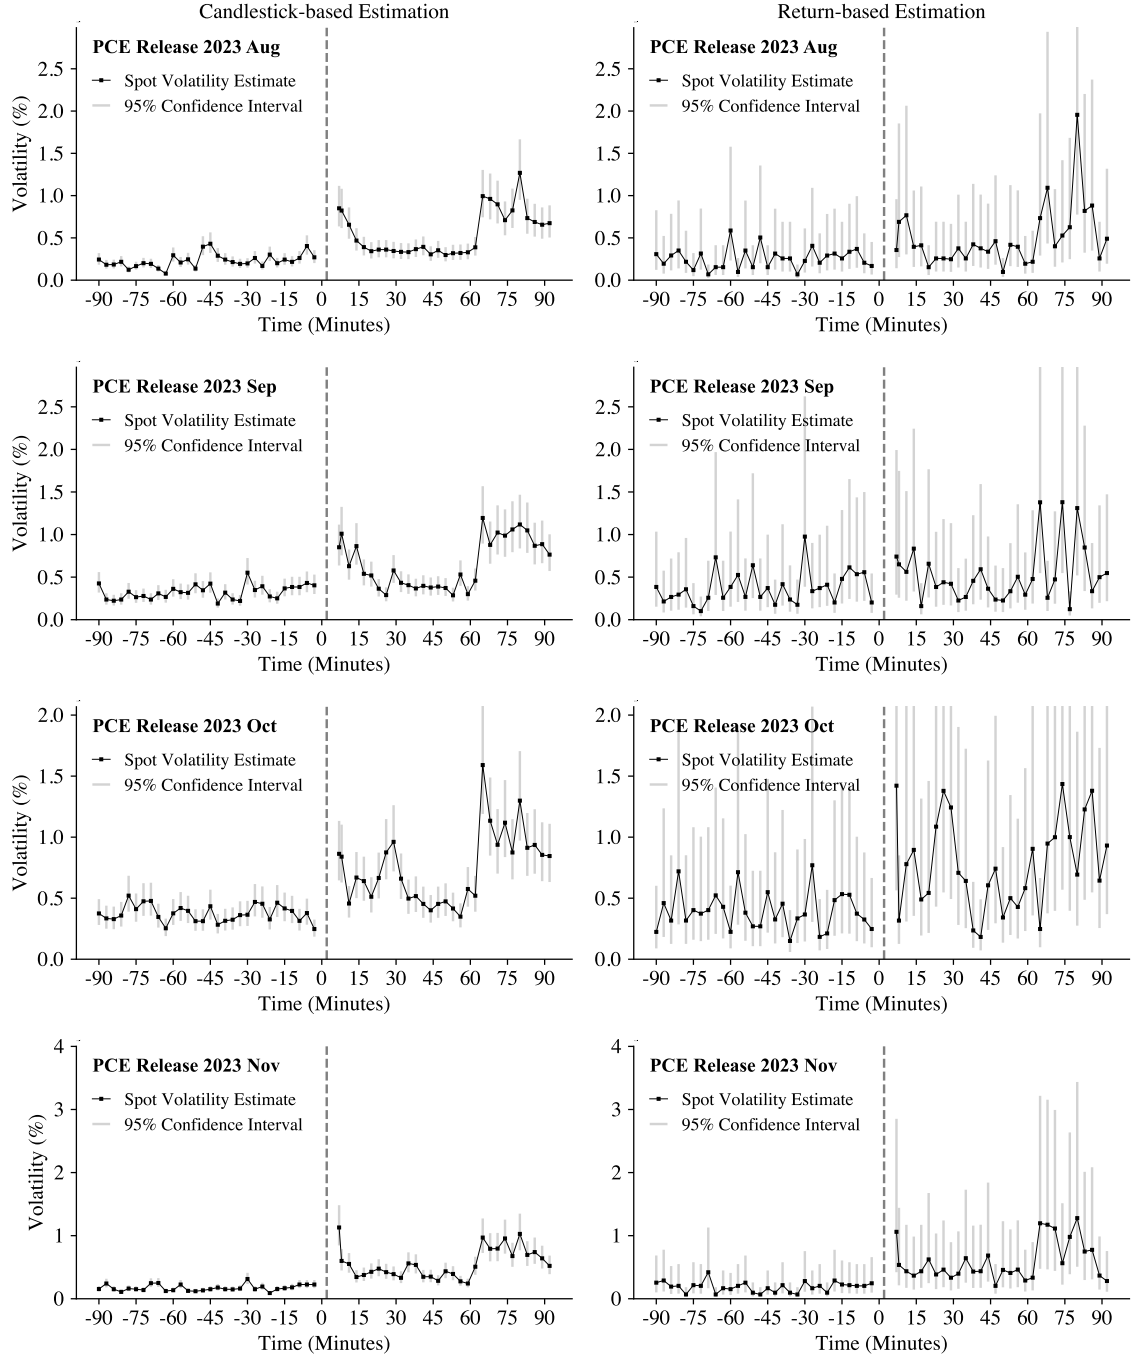 Candlestick-based Estimation
Return-based Estimation
PCE Release 2023 Aug
Spot Volatility Estimate
95% Confidence Interval
Volatility (%)
2.5
2.0
1.5
1.0
0.5
0.0
-90 -75 -60 -45 -30 -15 0 15 30 45 60 75 90
Time (Minutes)
PCE Release 2023 Aug
Spot Volatility Estimate
95% Confidence Interval
2.5
2.0
1.5
1.0
0.5
0.0
-90 -75 -60 -45 -30 -15 0 15 30 45 60 75 90
Time (Minutes)
PCE Release 2023 Sep
Spot Volatility Estimate
95% Confidence Interval
Volatility (%)
2.5
2.0
1.5
1.0
0.5
0.0
-90 -75 -60 -45 -30 -15 0 15 30 45 60 75 90
Time (Minutes)
PCE Release 2023 Sep
Spot Volatility Estimate
95% Confidence Interval
2.5
2.0
1.5
1.0
0.5
0.0
-90 -75 -60 -45 -30 -15 0 15 30 45 60 75 90
Time (Minutes)
PCE Release 2023 Oct
Spot Volatility Estimate
95% Confidence Interval
Volatility (%)
2.0
1.5
1.0
0.5
0.0
-90 -75 -60 -45 -30 -15 0 15 30 45 60 75 90
Time (Minutes)
PCE Release 2023 Oct
Spot Volatility Estimate
95% Confidence Interval
2.0
1.5
1.0
0.5
0.0
-90 -75 -60 -45 -30 -15 0 15 30 45 60 75 90
Time (Minutes)
PCE Release 2023 Nov
Spot Volatility Estimate
95% Confidence Interval
Volatility (%)
4
3
2
1
0
-90 -75 -60 -45 -30 -15 0 15 30 45 60 75 90
Time (Minutes)
PCE Release 2023 Nov
Spot Volatility Estimate
95% Confidence Interval
4
3
2
1
0
-90 -75 -60 -45 -30 -15 0 15 30 45 60 75 90
Time (Minutes)